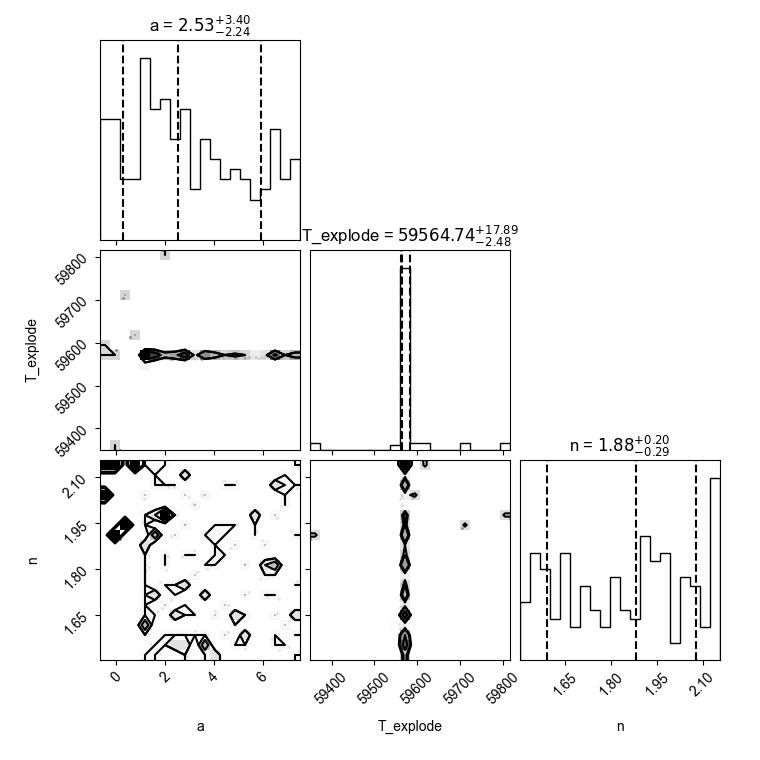 a = 2.53+3.40−2.24
T_explode = 59564.74+17.89−2.48
59800
59700
59600
59500
59400
T_explode
n = 1.88+0.20−0.29
2.10
1.95
1.80
1.65
n
0 2 4 6
59400 59500 59600 59700 59800
1.65 1.80 1.95 2.10
a T_explode n